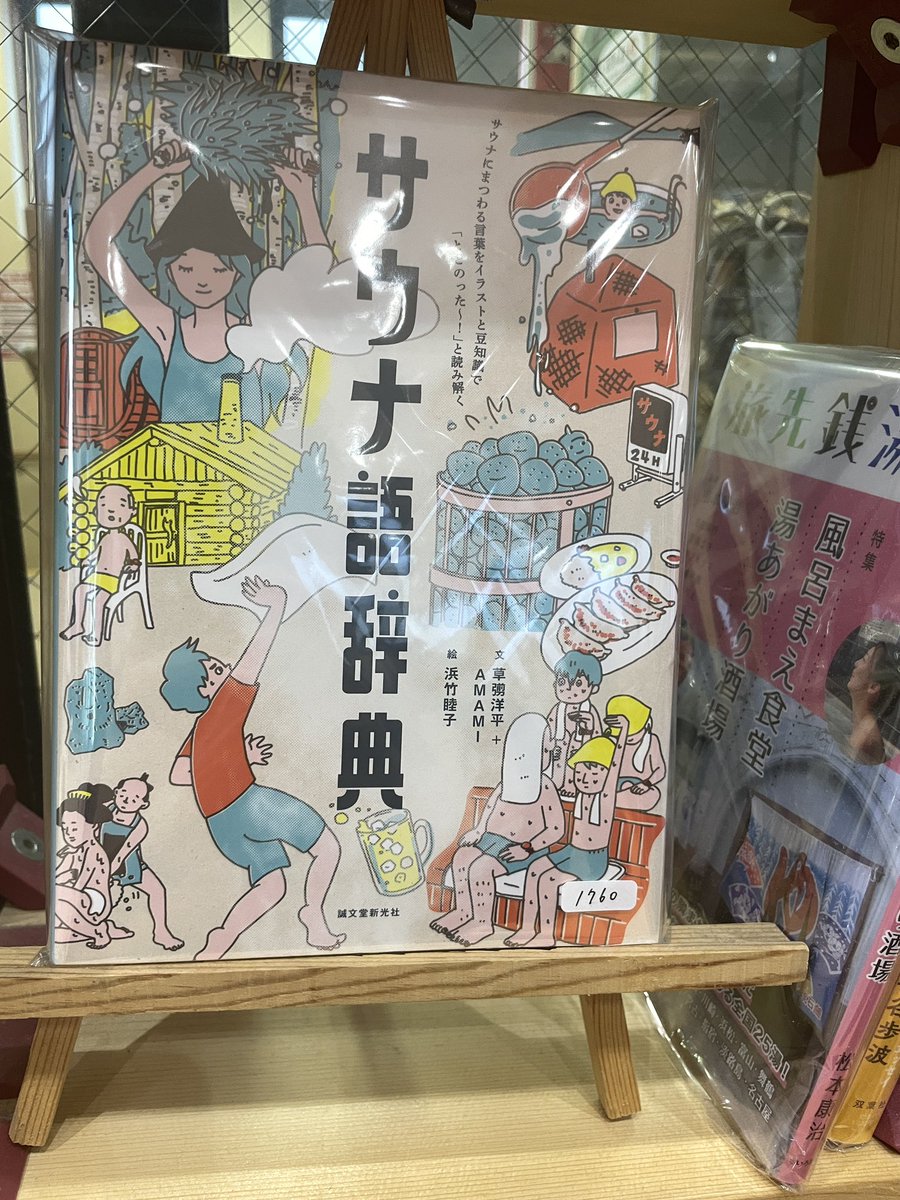 サウナ語辞典
サウナにまつわる言葉をイラストと豆知識で
「ととのった〜！」と読み解く
サウナ
24H
文 草彅洋平＋
AMAMI
絵 浜竹睦子
誠文堂新光社
1760
旅先銭湯
特集
風呂まえ食堂
湯あがり酒場
松本康治